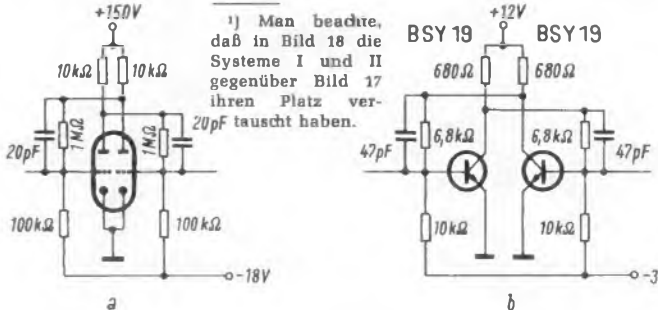 +150V
10kΩ 10kΩ
20pF
1MΩ
1MΩ
20pF
100kΩ
100kΩ
-18V
a
¹) Man beachte,
daß in Bild 18 die
Systeme I und II
gegenüber Bild 17
ihren Platz ver-
tauscht haben.
+12V
BSY 19 BSY 19
680Ω 680Ω
6,8kΩ 6,8kΩ
47pF 47pF
10kΩ 10kΩ
-3
b